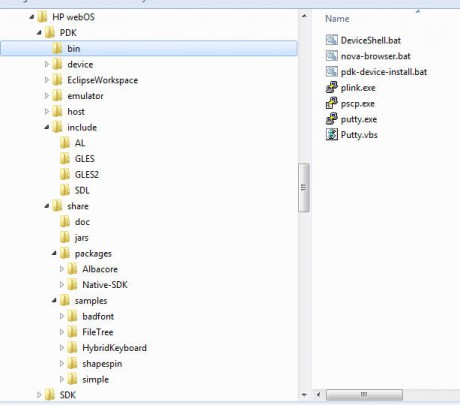 HP webOS
PDK
bin
device
EclipseWorkspace
emulator
host
include
AL
GLES
GLES2
SDL
share
doc
jars
packages
Albacore
Native-SDK
samples
badfont
FileTree
HybridKeyboard
shapespin
simple
SDK
Name
DeviceShell.bat
nova-browser.bat
pdk-device-install.bat
plink.exe
pscp.exe
putty.exe
Putty.vbs